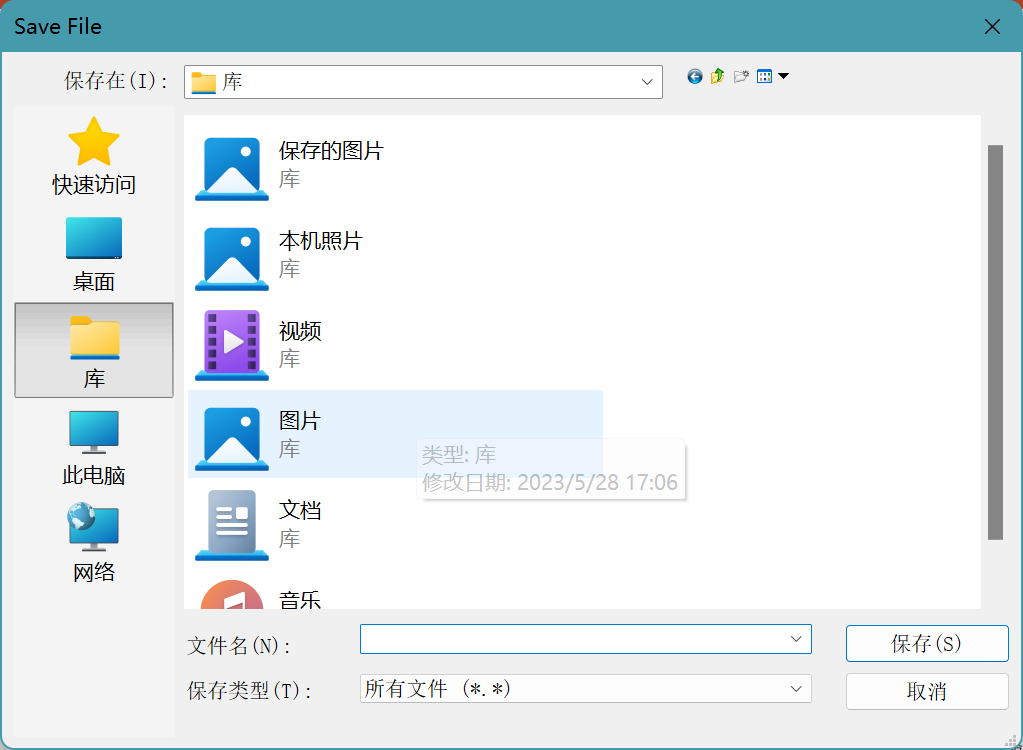 Save File
保存在(I):
库
快速访问
桌面
库
此电脑
网络
保存的图片
库
本机照片
库
视频
库
图片
库
类型: 库
修改日期: 2023/5/28 17:06
文档
库
音乐
文件名(N):
保存(S)
保存类型(T):
所有文件 (*.*)
取消